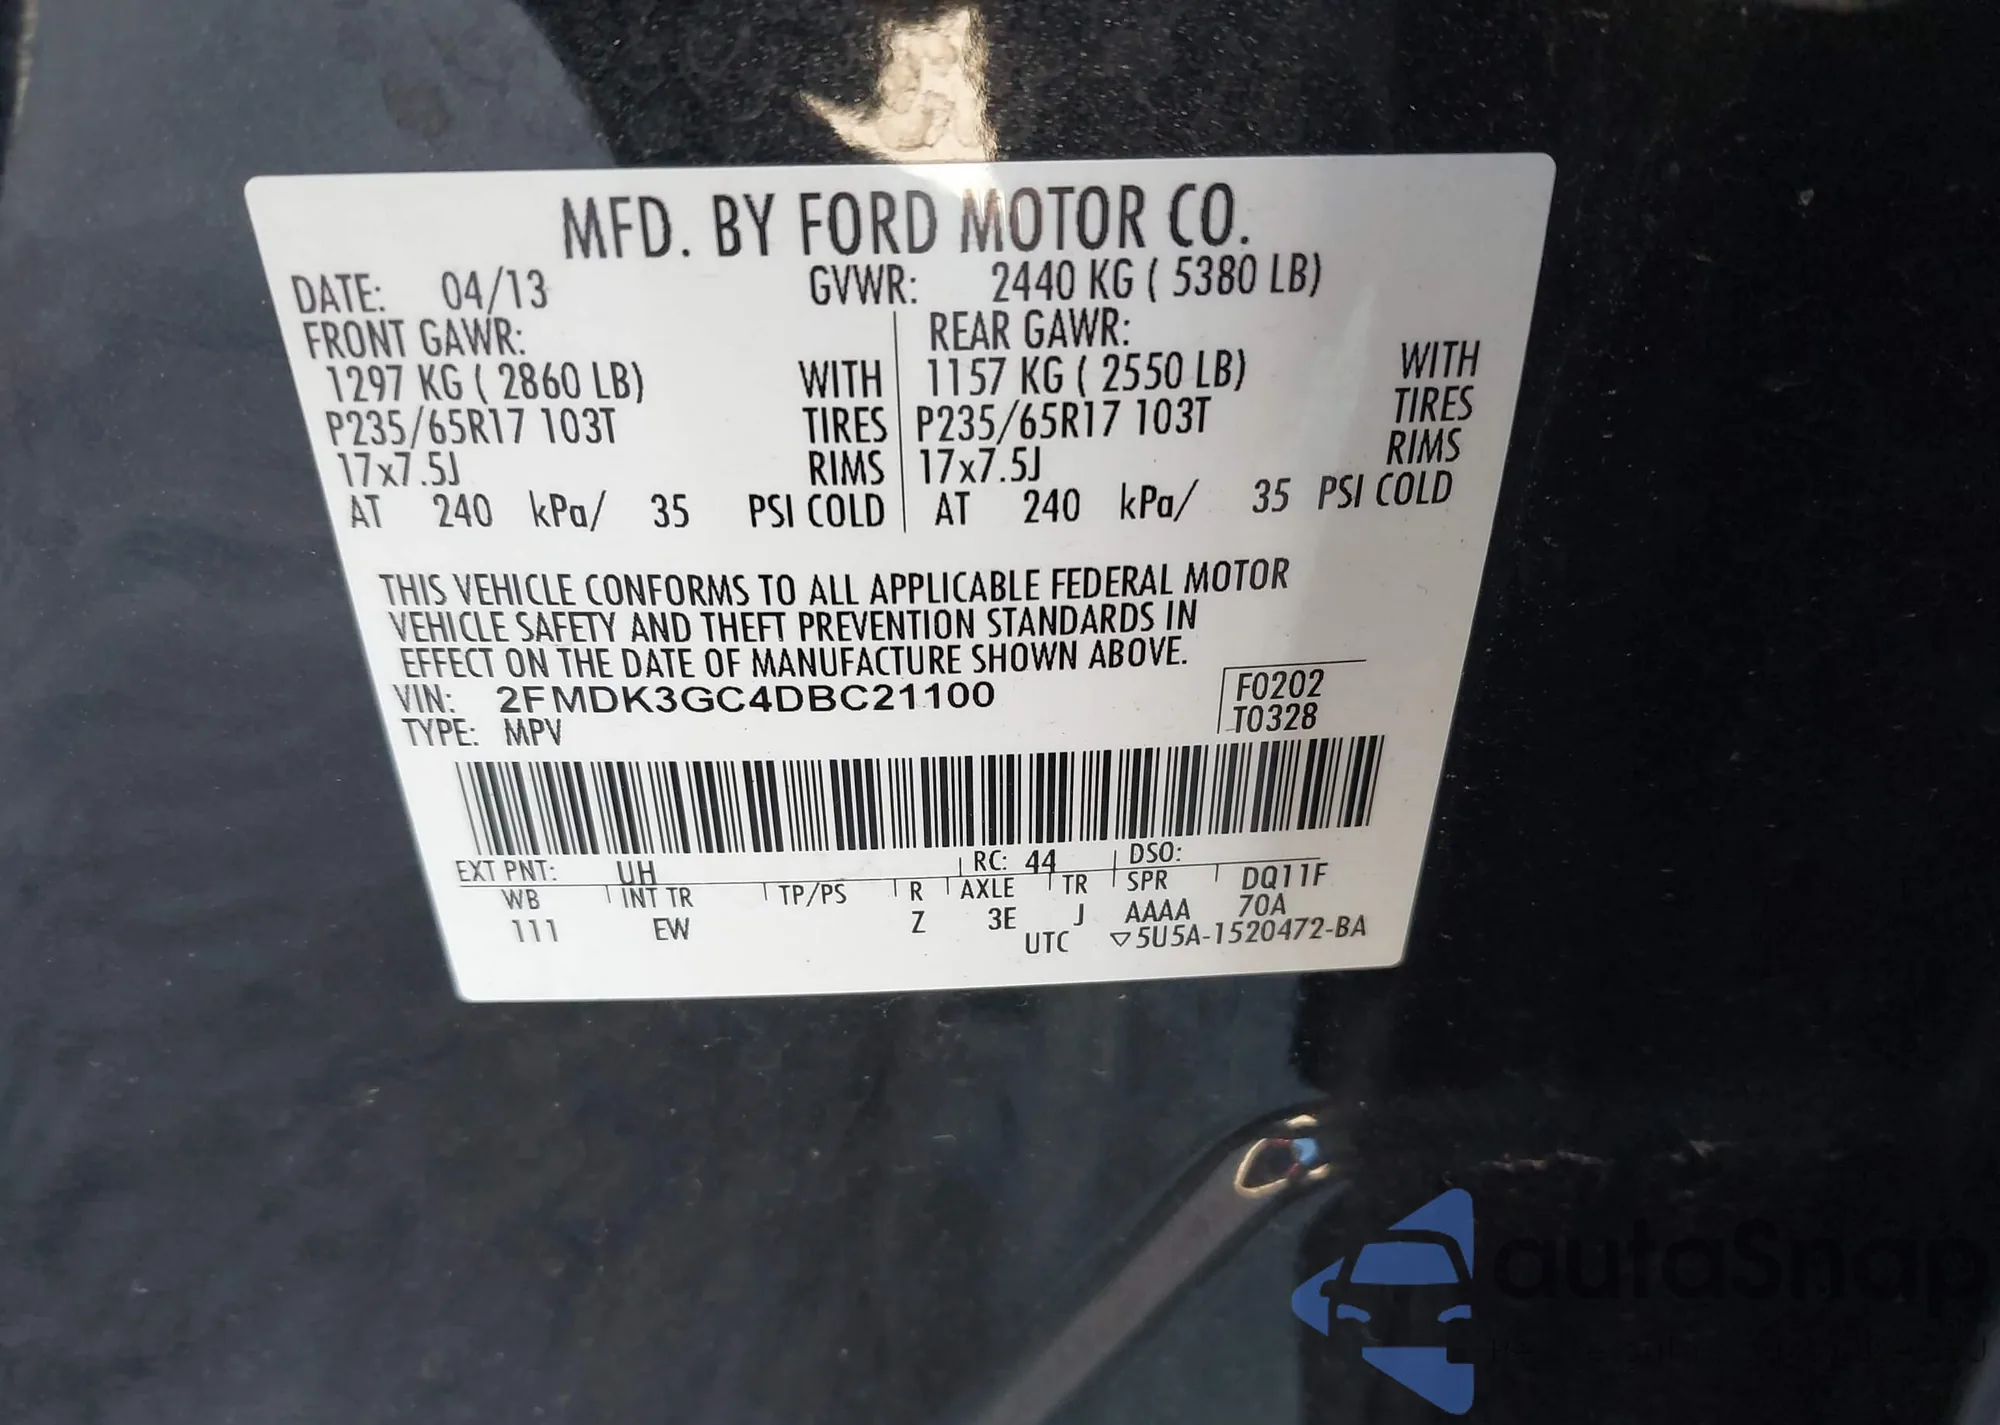 MFD. BY FORD MOTOR CO.
DATE: 04/13 GVWR: 2440 KG ( 5380 LB)
FRONT GAWR: REAR GAWR:
1297 KG ( 2860 LB) WITH 1157 KG ( 2550 LB) WITH
P235/65R17 103T TIRES P235/65R17 103T TIRES
17x7.5J RIMS 17x7.5J RIMS
AT 240 kPa/ 35 PSI COLD AT 240 kPa/ 35 PSI COLD
THIS VEHICLE CONFORMS TO ALL APPLICABLE FEDERAL MOTOR
VEHICLE SAFETY AND THEFT PREVENTION STANDARDS IN
EFFECT ON THE DATE OF MANUFACTURE SHOWN ABOVE.
VIN: 2FMDK3GC4DBC21100 F0202
TYPE: MPV T0328
EXT PNT: UH RC: 44 DSO:
WB INT TR TP/PS R AXLE TR SPR DQ11F
111 EW Z 3E J AAAA 70A
UTC ▽5U5A-1520472-BA
autoSnap